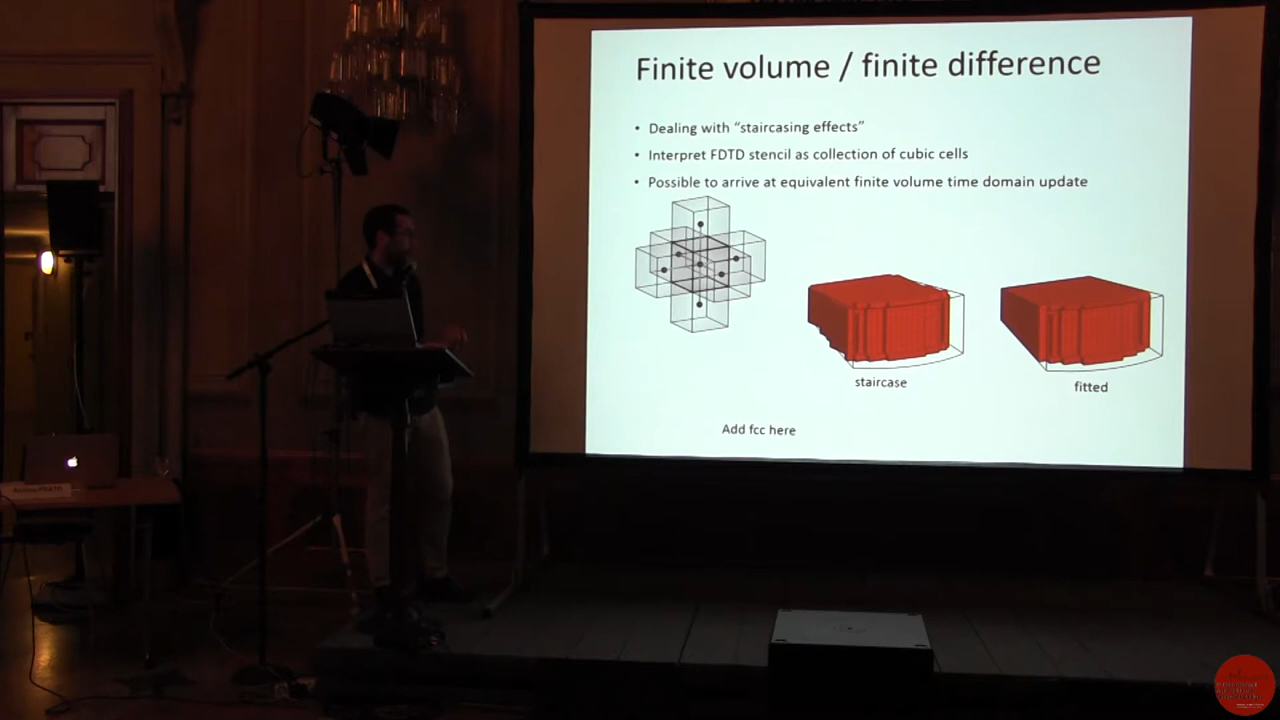 Finite volume / finite difference
• Dealing with “staircasing effects”
• Interpret FDTD stencil as collection of cubic cells
• Possible to arrive at equivalent finite volume time domain update
staircase
fitted
Add fcc here